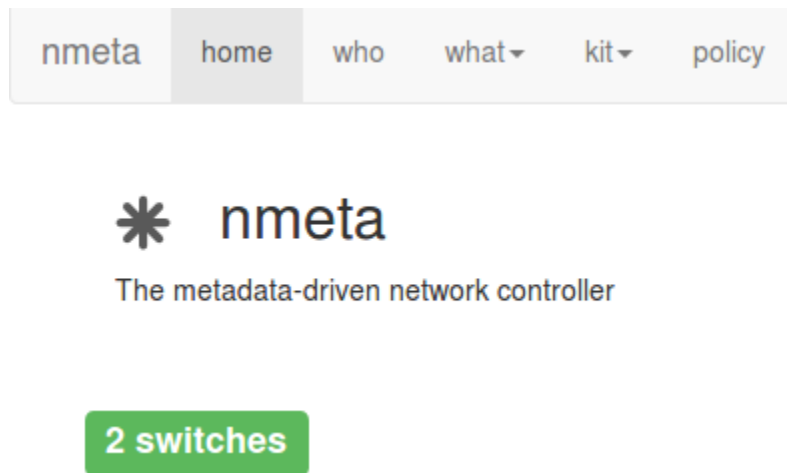 nmeta home who what kit policy
nmeta
The metadata-driven network controller
2 switches